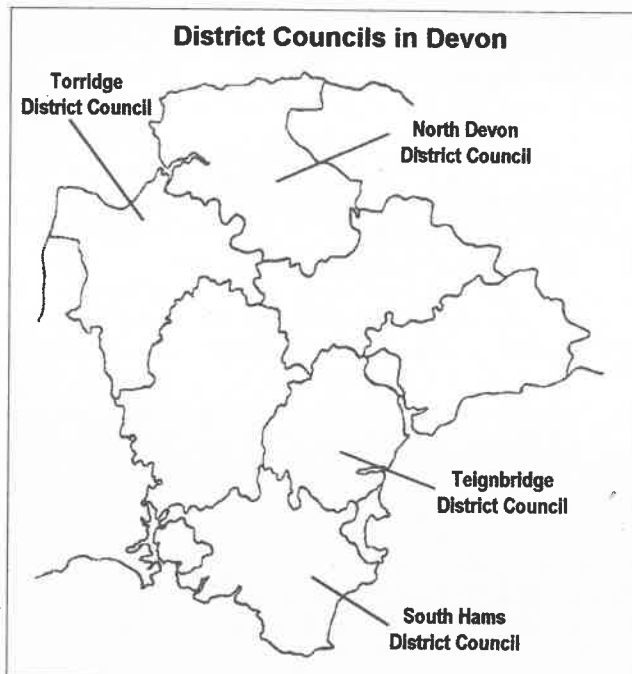 District Councils in Devon
Torridge
District Council
North Devon
District Council
Teignbridge
District Council
South Hams
District Council